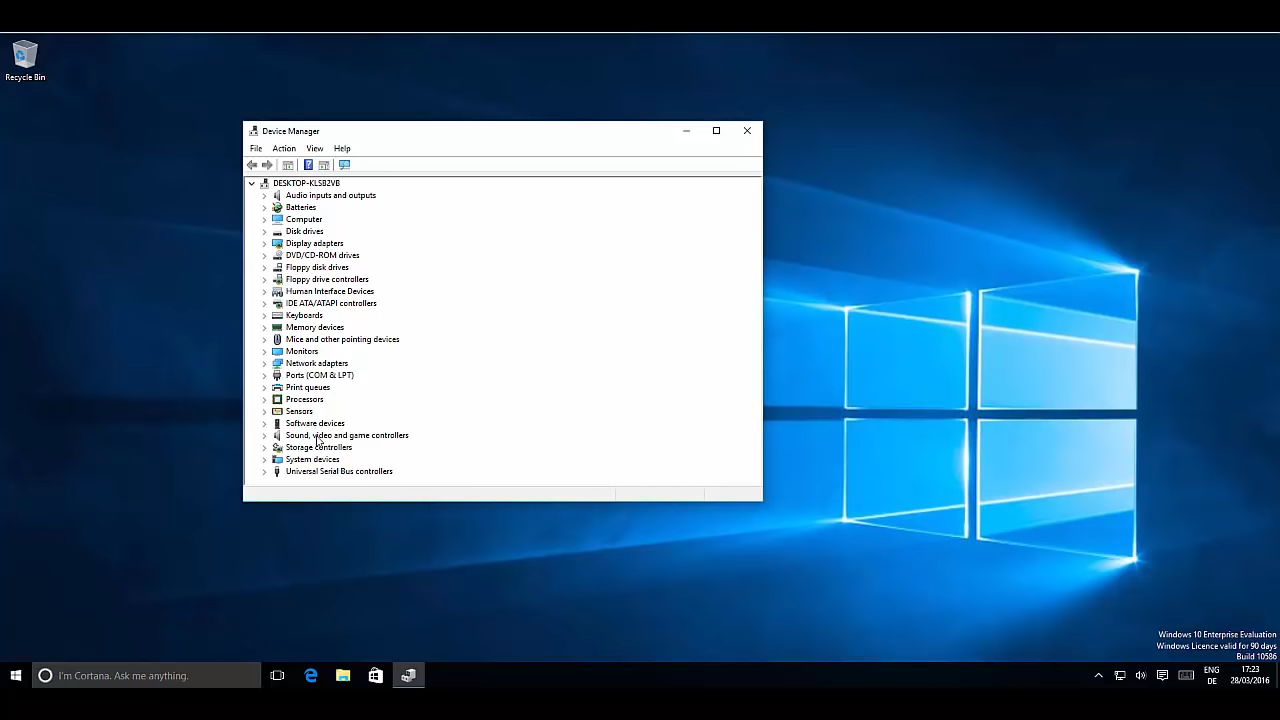 Recycle Bin
Device Manager
File Action View Help
DESKTOP-KLSB2VB
Audio inputs and outputs
Batteries
Computer
Disk drives
Display adapters
DVD/CD-ROM drives
Floppy disk drives
Floppy drive controllers
Human Interface Devices
IDE ATA/ATAPI controllers
Keyboards
Memory devices
Mice and other pointing devices
Monitors
Network adapters
Ports (COM & LPT)
Print queues
Processors
Sensors
Software devices
Sound, video and game controllers
Storage controllers
System devices
Universal Serial Bus controllers
Windows 10 Enterprise Evaluation
Windows Licence valid for 90 days
Build 10586
I'm Cortana. Ask me anything.
ENG
DE
17:23
28/03/2016